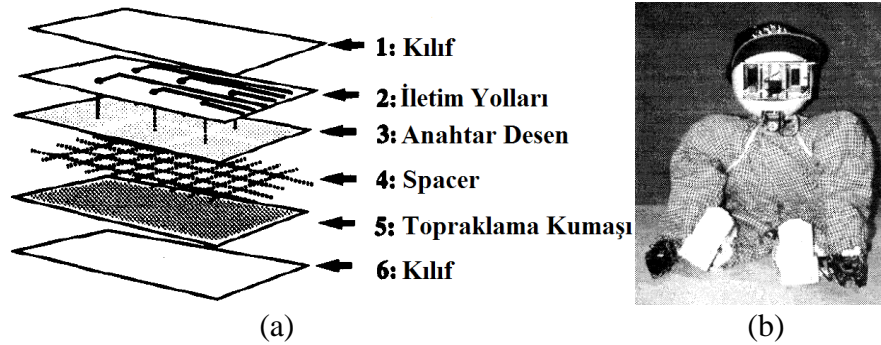 1: Kılıf
2: İletim Yolları
3: Anahtar Desen
4: Spacer
5: Topraklama Kumaşı
6: Kılıf
(a)
(b)